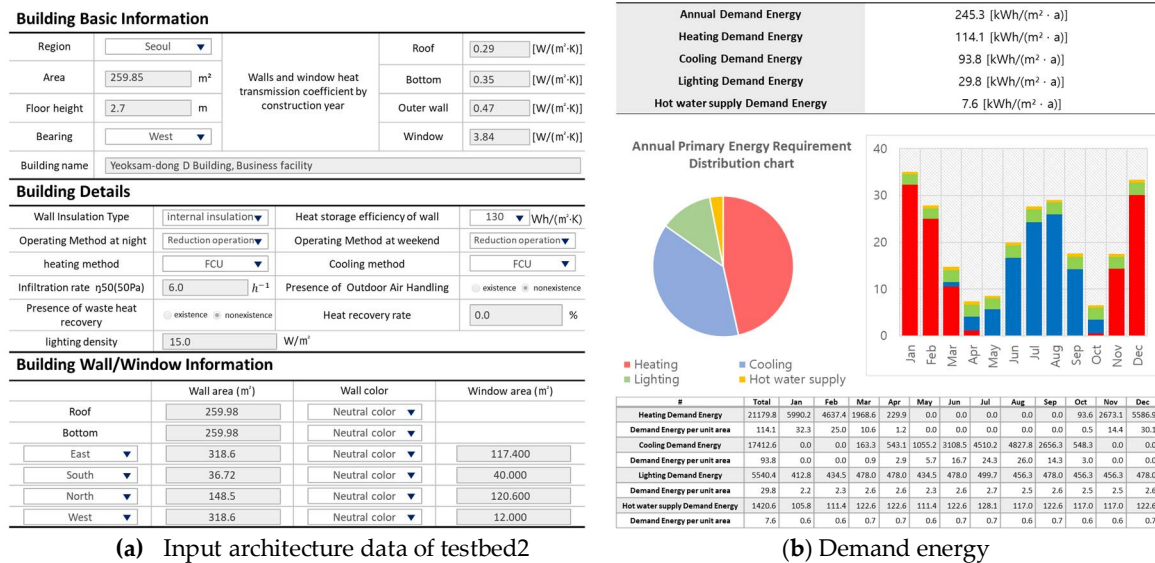 Building Basic Information
Region Seoul ▼ Walls and window heat transmission coefficient by construction year Roof 0.29 [W/(㎡·K)]
Area 259.85 m² Bottom 0.35 [W/(㎡·K)]
Floor height 2.7 m Outer wall 0.47 [W/(㎡·K)]
Bearing West ▼ Window 3.84 [W/(㎡·K)]
Building name Yeoksam-dong D Building, Business facility
Building Details
Wall Insulation Type internal insulation▼ Heat storage efficiency of wall 130 ▼ Wh/(㎡·K)
Operating Method at night Reduction operation▼ Operating Method at weekend Reduction operation▼
heating method FCU ▼ Cooling method FCU ▼
Infiltration rate η50(50Pa) 6.0 h⁻¹ Presence of Outdoor Air Handling existence nonexistence
Presence of waste heat recovery existence nonexistence Heat recovery rate 0.0 %
lighting density 15.0 W/㎡
Building Wall/Window Information
Wall area (㎡) Wall color Window area (㎡)
Roof 259.98 Neutral color ▼
Bottom 259.98 Neutral color ▼
East ▼ 318.6 Neutral color ▼ 117.400
South ▼ 36.72 Neutral color ▼ 40.000
North ▼ 148.5 Neutral color ▼ 120.600
West ▼ 318.6 Neutral color ▼ 12.000
(a) Input architecture data of testbed2
Annual Demand Energy 245.3 [kWh/(m² · a)]
Heating Demand Energy 114.1 [kWh/(m² · a)]
Cooling Demand Energy 93.8 [kWh/(m² · a)]
Lighting Demand Energy 29.8 [kWh/(m² · a)]
Hot water supply Demand Energy 7.6 [kWh/(m² · a)]
Annual Primary Energy Requirement
Distribution chart
Heating Cooling
Lighting Hot water supply
40
30
20
10
0
Jan Feb Mar Apr May Jun Jul Aug Sep Oct Nov Dec
# Total Jan Feb Mar Apr May Jun Jul Aug Sep Oct Nov Dec
Heating Demand Energy 21179.8 5990.2 4637.4 1968.6 229.9 0.0 0.0 0.0 0.0 0.0 93.6 2673.1 5586.9
Demand Energy per unit area 114.1 32.3 25.0 10.6 1.2 0.0 0.0 0.0 0.0 0.0 0.5 14.4 30.1
Cooling Demand Energy 17412.6 0.0 0.0 163.3 543.1 1055.2 3108.5 4510.2 4827.8 2656.3 548.3 0.0 0.0
Demand Energy per unit area 93.8 0.0 0.0 0.9 2.9 5.7 16.7 24.3 26.0 14.3 3.0 0.0 0.0
Lighting Demand Energy 5540.4 412.8 434.5 478.0 478.0 434.5 478.0 499.7 456.3 478.0 456.3 456.3 478.0
Demand Energy per unit area 29.8 2.2 2.3 2.6 2.6 2.3 2.6 2.7 2.5 2.6 2.5 2.5 2.6
Hot water supply Demand Energy 1420.6 105.8 111.4 122.6 122.6 111.4 122.6 128.1 117.0 122.6 117.0 117.0 122.6
Demand Energy per unit area 7.6 0.6 0.6 0.7 0.7 0.6 0.7 0.7 0.6 0.7 0.6 0.6 0.7
(b) Demand energy